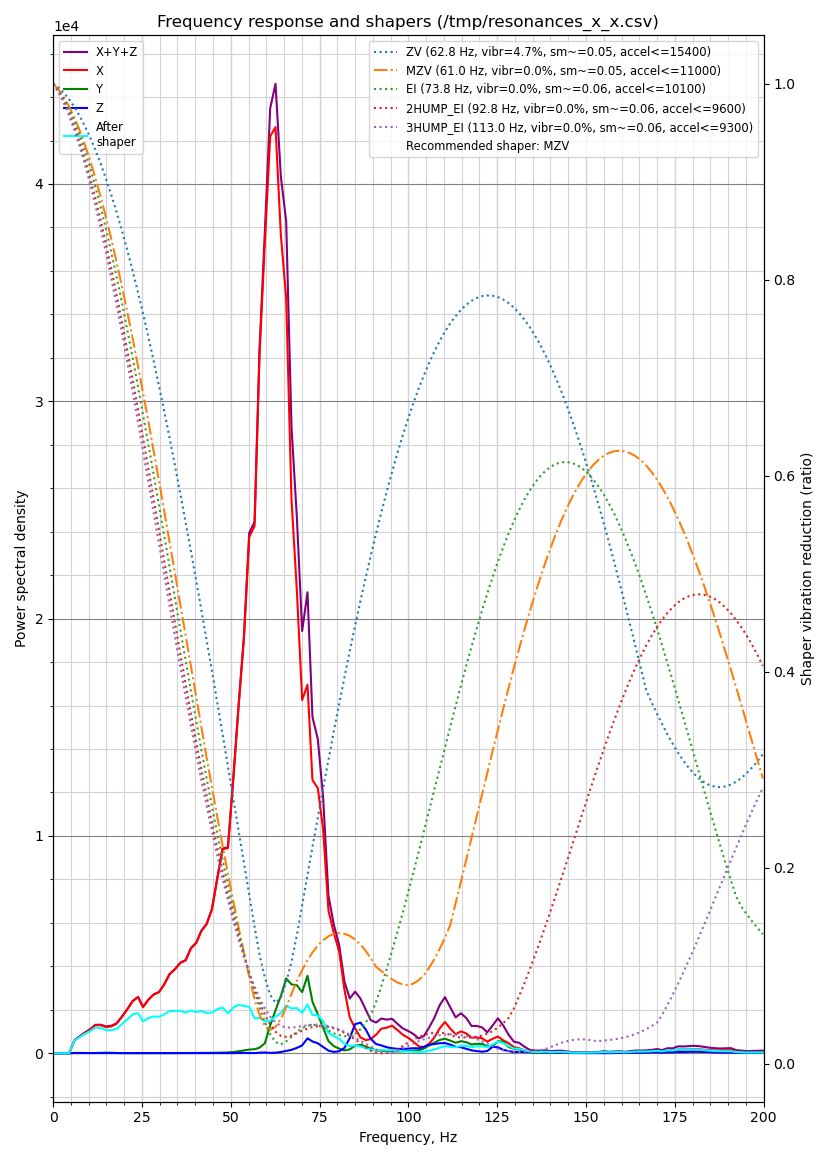 Frequency response and shapers (/tmp/resonances_x_x.csv)
1e4
X+Y+Z
X
Y
Z
After
shaper
ZV (62.8 Hz, vibr=4.7%, sm~=0.05, accel<=15400)
MZV (61.0 Hz, vibr=0.0%, sm~=0.05, accel<=11000)
EI (73.8 Hz, vibr=0.0%, sm~=0.06, accel<=10100)
2HUMP_EI (92.8 Hz, vibr=0.0%, sm~=0.06, accel<=9600)
3HUMP_EI (113.0 Hz, vibr=0.0%, sm~=0.06, accel<=9300)
Recommended shaper: MZV
Power spectral density
4
3
2
1
0
1.0
0.8
0.6
0.4
0.2
0.0
Shaper vibration reduction (ratio)
0 25 50 75 100 125 150 175 200
Frequency, Hz